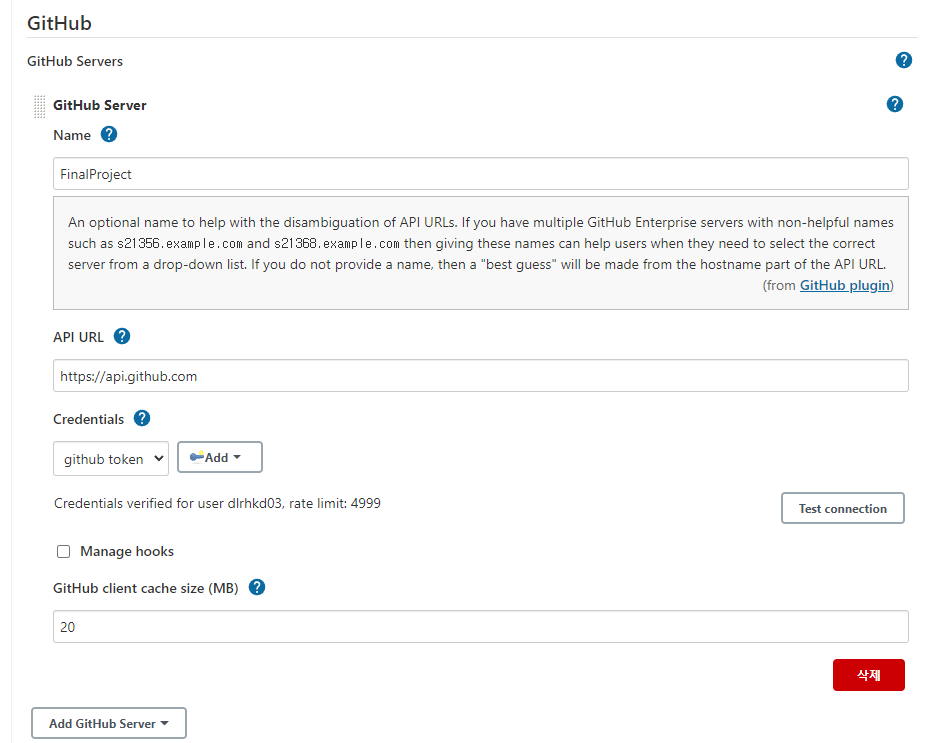 GitHub
GitHub Servers
GitHub Server
Name
FinalProject
An optional name to help with the disambiguation of API URLs. If you have multiple GitHub Enterprise servers with non-helpful names
such as s21356.example.com and s21368.example.com then giving these names can help users when they need to select the correct
server from a drop-down list. If you do not provide a name, then a "best guess" will be made from the hostname part of the API URL.
(from GitHub plugin)
API URL
https://api.github.com
Credentials
github token Add
Credentials verified for user dlrhkd03, rate limit: 4999
Test connection
Manage hooks
GitHub client cache size (MB)
20
삭제
Add GitHub Server